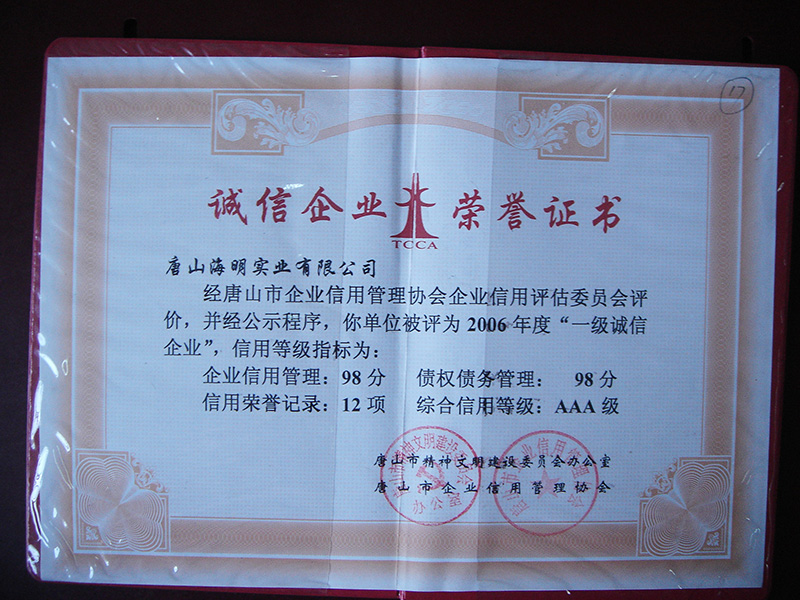 17
诚信企业 荣誉证书
TCCA
唐山海明实业有限公司
经唐山市企业信用管理协会企业信用评估委员会评
价，并经公示程序，你单位被评为2006年度“一级诚信
企业”，信用等级指标为：
企业信用管理：98分 债权债务管理： 98分
信用荣誉记录：12项 综合信用等级：AAA级
唐山市精神文明建设委员会办公室
唐山市企业信用管理协会
办公室